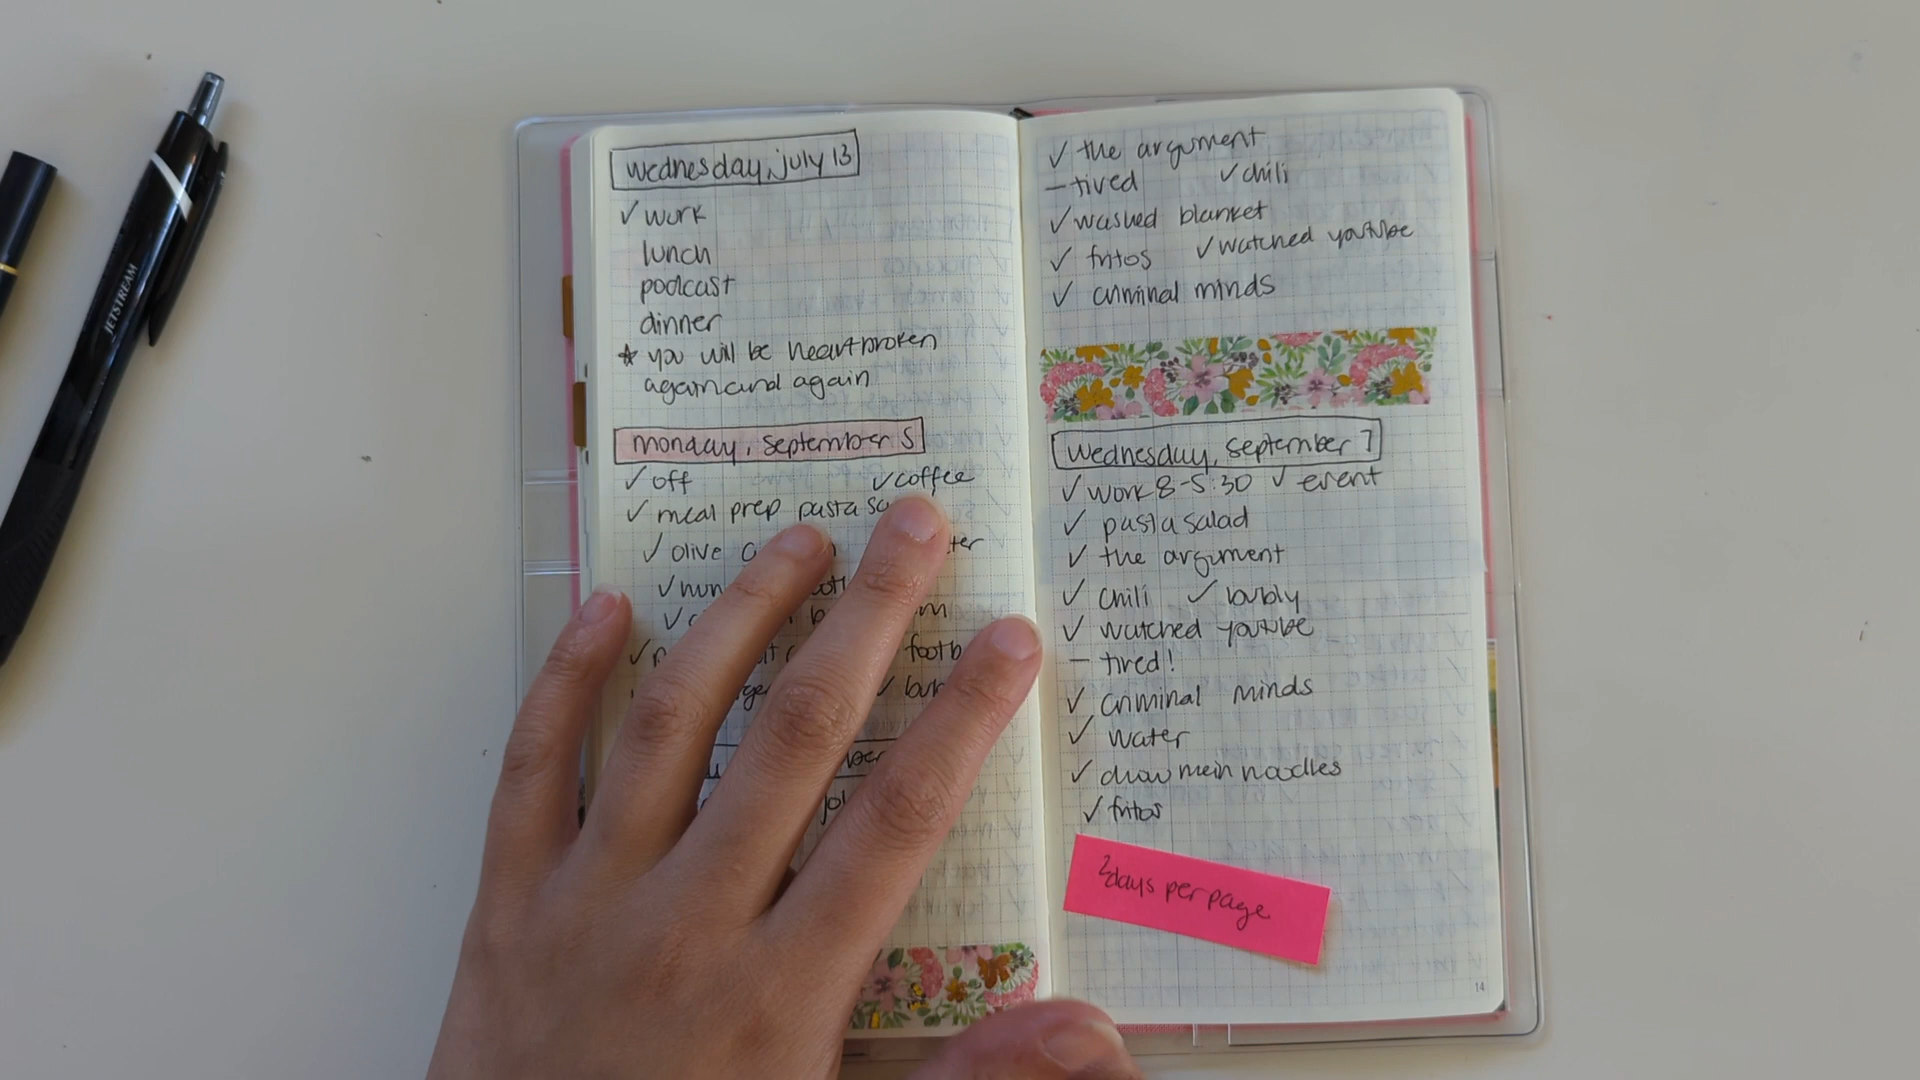 JETSTREAM
wednesday, july 13
✓ work
lunch
podcast
dinner
★ you will be heartbroken
again and again
monday, september 5
✓ off ✓ coffee
✓ meal prep pasta
✓ olive
✓
✓
✓
✓
the argument
– tired ✓ chili
✓ washed blanket
✓ fritos ✓ watched youtube
✓ criminal minds
wednesday, september 7
✓ work 8-5:30 ✓ event
✓ pasta salad
✓ the argument
✓ chili ✓ bubly
✓ watched youtube
– tired!
✓ criminal minds
✓ water
✓ chow mein noodles
✓ fritos
2 days per page
14